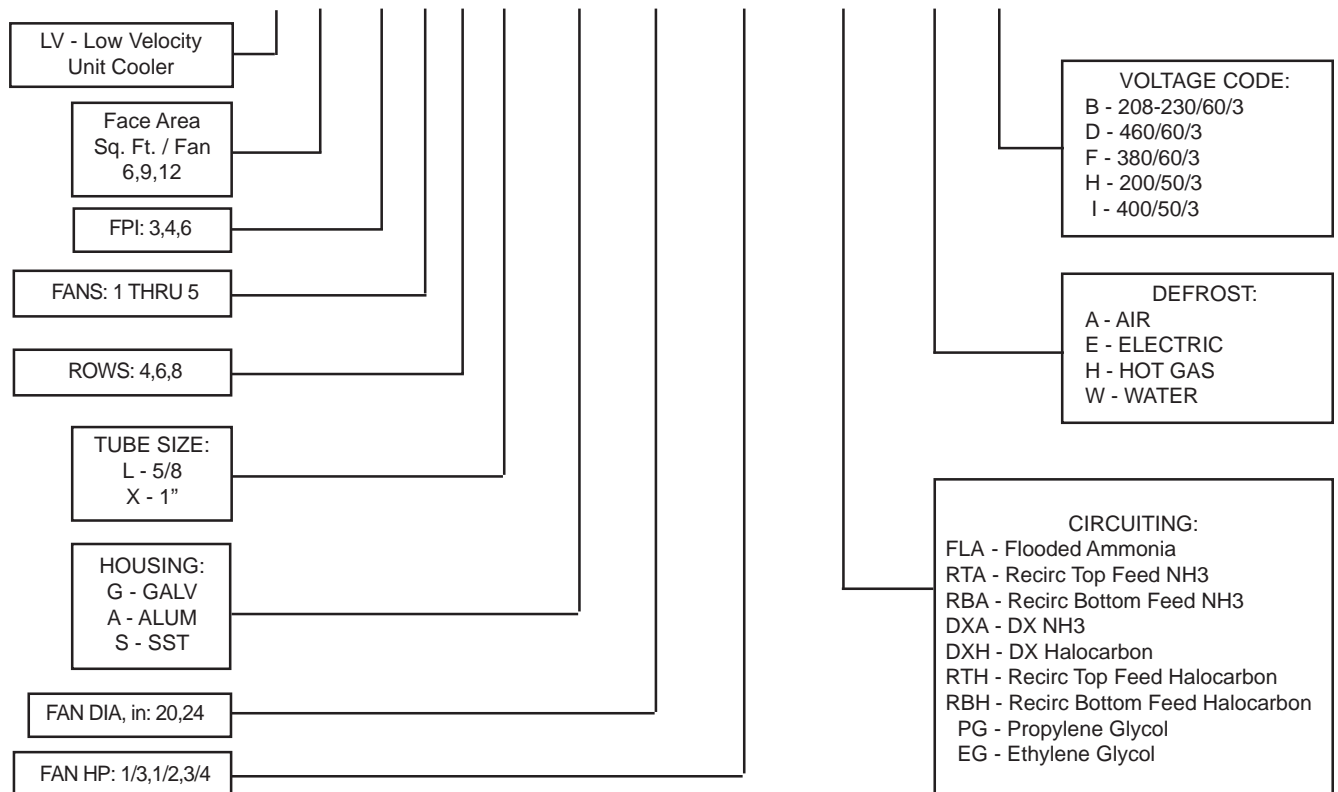 LV - Low Velocity
Unit Cooler
Face Area
Sq. Ft. / Fan
6,9,12
FPI: 3,4,6
FANS: 1 THRU 5
ROWS: 4,6,8
TUBE SIZE:
L - 5/8
X - 1”
HOUSING:
G - GALV
A - ALUM
S - SST
FAN DIA, in: 20,24
FAN HP: 1/3,1/2,3/4
VOLTAGE CODE:
B - 208-230/60/3
D - 460/60/3
F - 380/60/3
H - 200/50/3
I - 400/50/3
DEFROST:
A - AIR
E - ELECTRIC
H - HOT GAS
W - WATER
CIRCUITING:
FLA - Flooded Ammonia
RTA - Recirc Top Feed NH3
RBA - Recirc Bottom Feed NH3
DXA - DX NH3
DXH - DX Halocarbon
RTH - Recirc Top Feed Halocarbon
RBH - Recirc Bottom Feed Halocarbon
PG - Propylene Glycol
EG - Ethylene Glycol